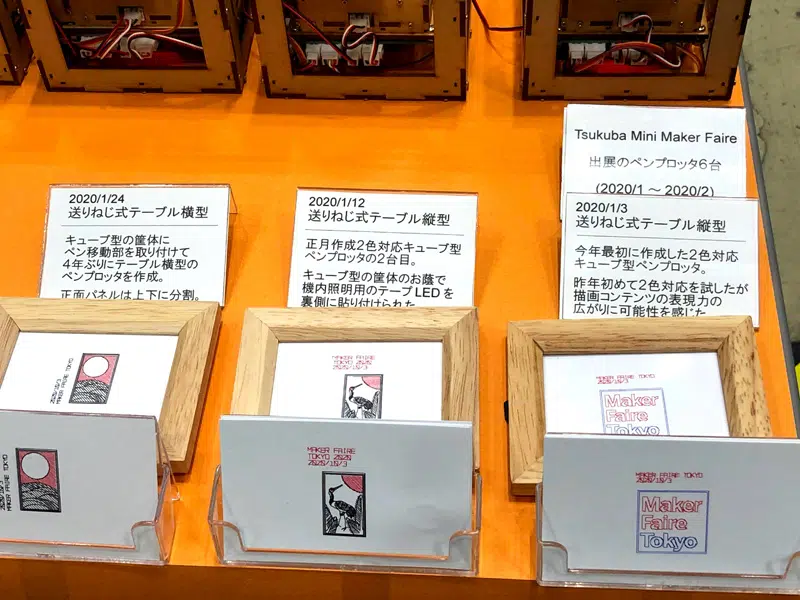 Tsukuba Mini Maker Faire
出展のペンプロッタ6台
(2020/1 ～ 2020/2)
2020/1/24
送りねじ式テーブル横型
キューブ型の筐体に
ペン移動部を取り付けて
4年ぶりにテーブル横型の
ペンプロッタを作成。
正面パネルは上下に分割。
2020/1/12
送りねじ式テーブル縦型
正月作成2色対応キューブ型
ペンプロッタの2台目。
キューブ型の筐体のお蔭で
機内照明用のテープLEDを
裏側に貼り付けられた
2020/1/3
送りねじ式テーブル縦型
今年最初に作成した2色対応
キューブ型ペンプロッタ。
昨年初めて2色対応を試したが
描画コンテンツの表現力の
広がりに可能性を感じた
MAKER FAIRE TOKYO
2020/10/3
MAKER FAIRE
TOKYO 2020
2020/10/3
MAKER FAIRE TOKYO
2020/10/3
Maker
Faire
Tokyo
MAKER FAIRE TOKYO
2020/10/3
MAKER FAIRE
TOKYO 2020
2020/10/3
MAKER FAIRE TOKYO
2020/10/3
Maker
Faire
Tokyo